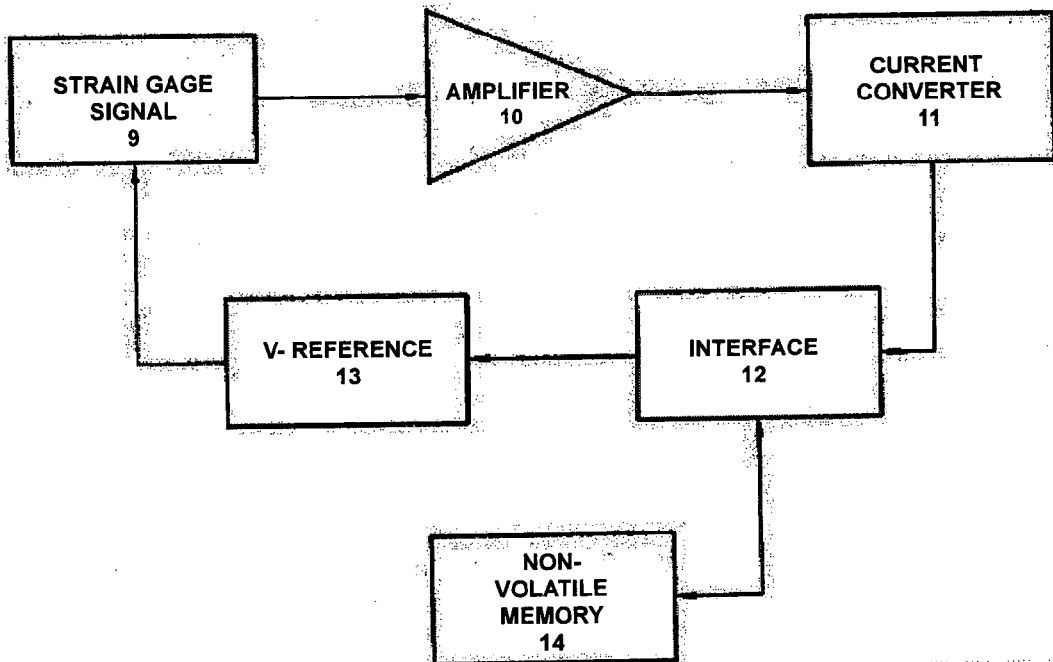 STRAIN GAGE
SIGNAL
9
AMPLIFIER
10
CURRENT
CONVERTER
11
V- REFERENCE
13
INTERFACE
12
NON-
VOLATILE
MEMORY
14